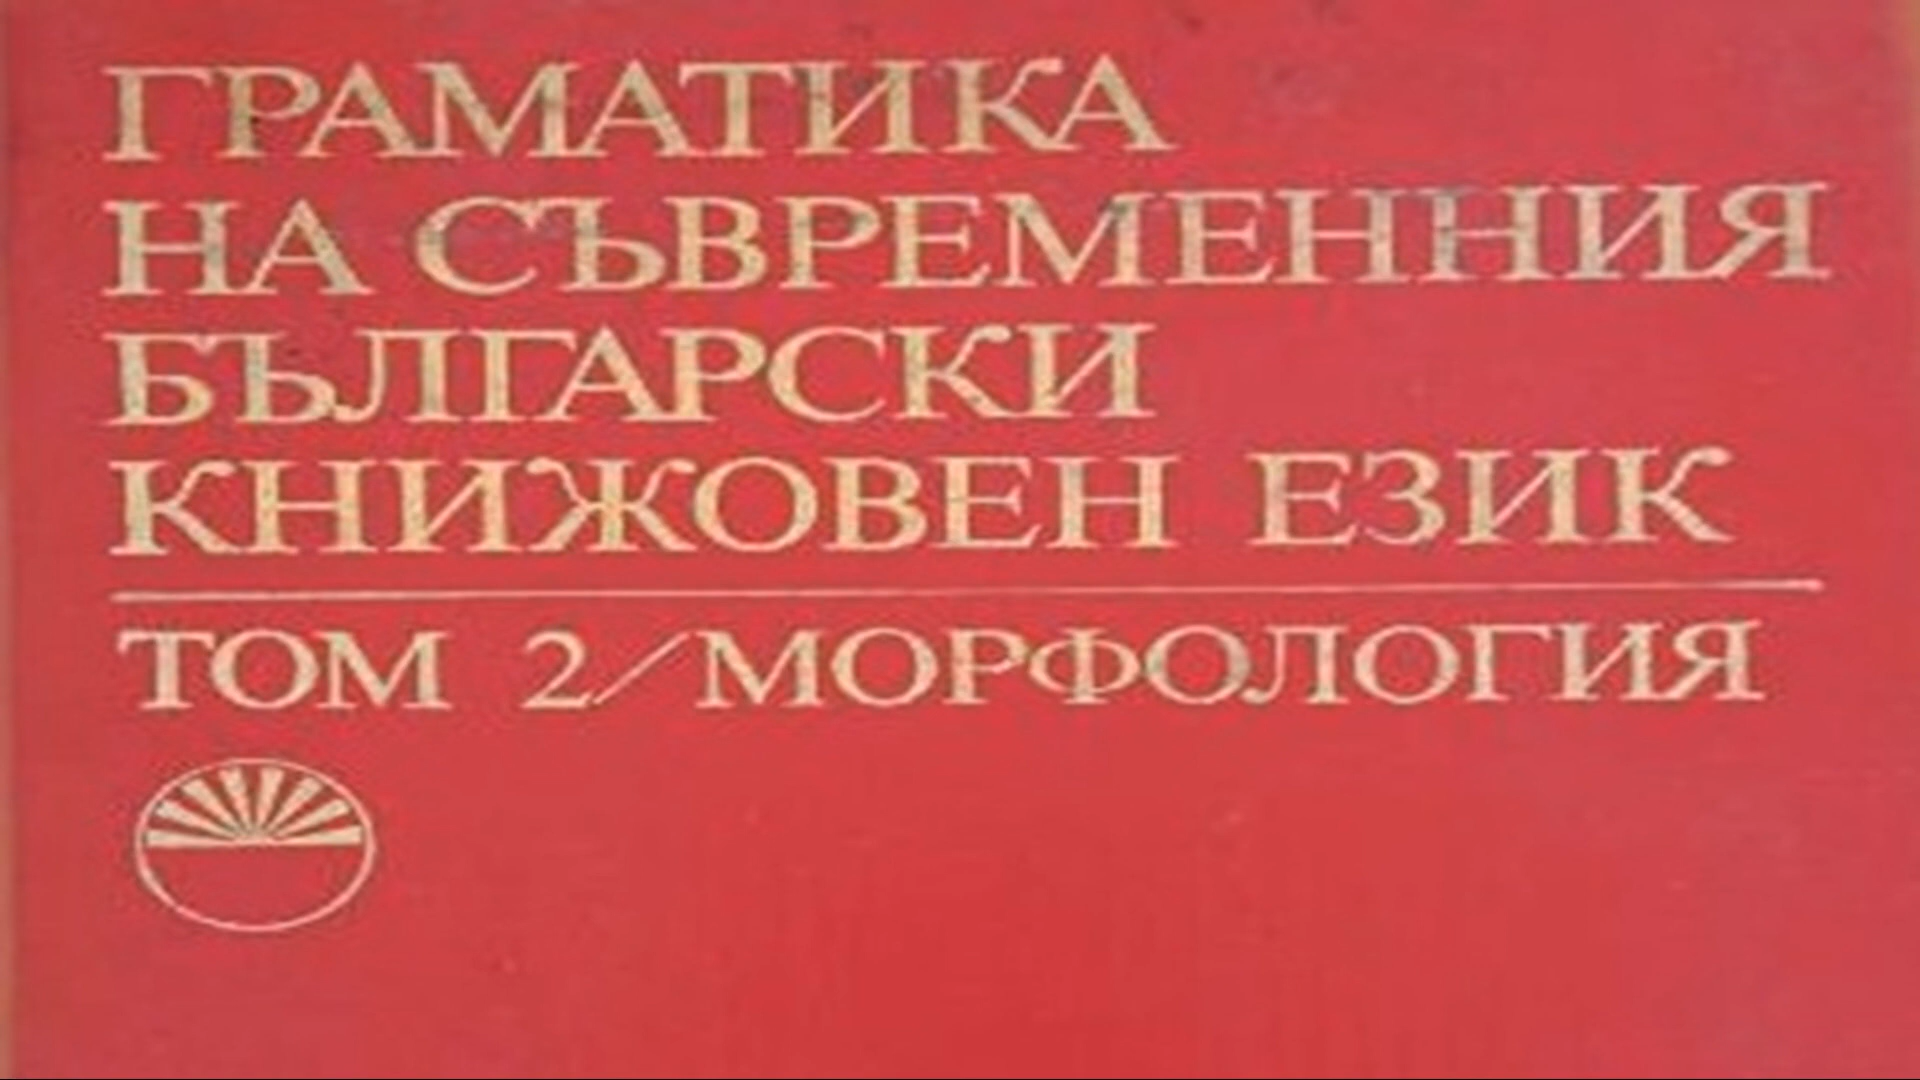 ГРАМАТИКА
НА СЪВРЕМЕННИЯ
БЪЛГАРСКИ
КНИЖОВЕН ЕЗИК
ТОМ 2/МОРФОЛОГИЯ